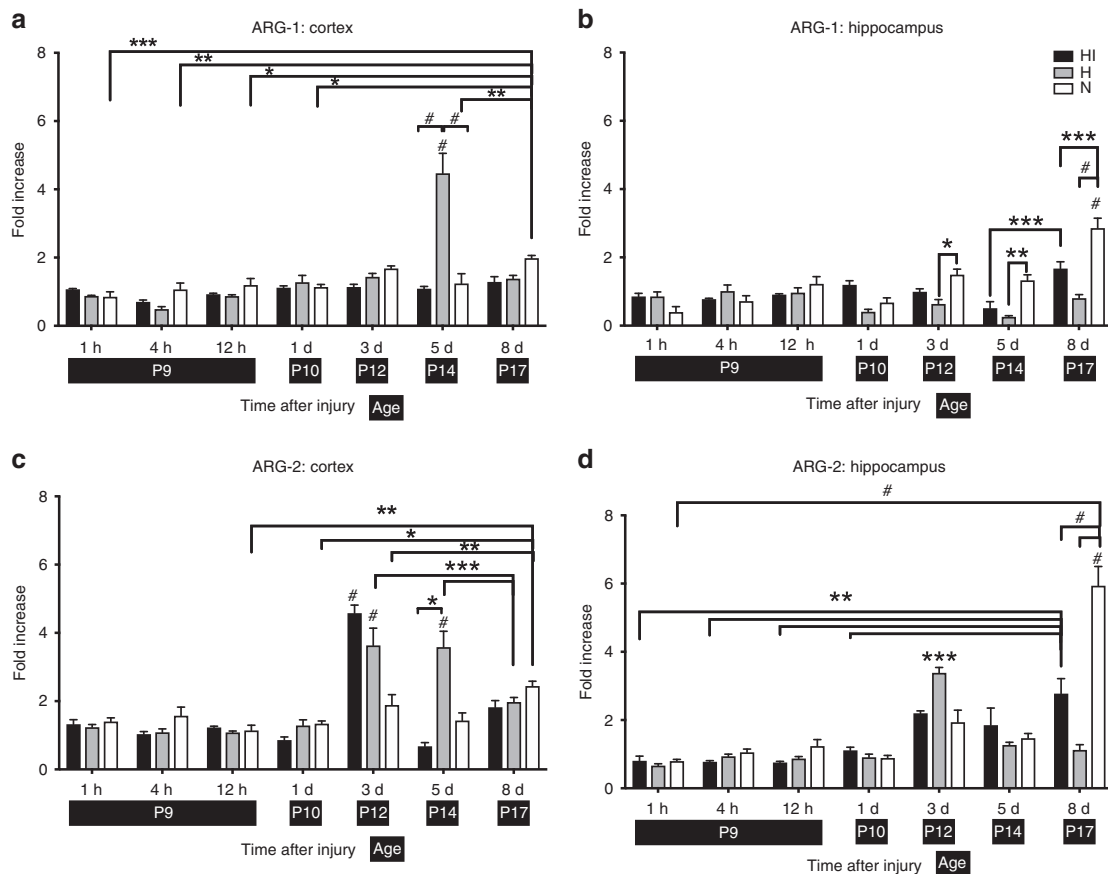 a
ARG-1: cortex
***
**
*
*
**
# #
#
8
6
4
2
0
Fold increase
1 h 4 h 12 h 1 d 3 d 5 d 8 d
P9 P10 P12 P14 P17
Time after injury Age
b
ARG-1: hippocampus
HI
H
N
***
#
#
***
*
**
8
6
4
2
0
Fold increase
1 h 4 h 12 h 1 d 3 d 5 d 8 d
P9 P10 P12 P14 P17
Time after injury Age
c
ARG-2: cortex
**
*
**
***
*
# # #
8
6
4
2
0
Fold increase
1 h 4 h 12 h 1 d 3 d 5 d 8 d
P9 P10 P12 P14 P17
Time after injury Age
d
ARG-2: hippocampus
#
#
#
**
***
8
6
4
2
0
Fold increase
1 h 4 h 12 h 1 d 3 d 5 d 8 d
P9 P10 P12 P14 P17
Time after injury Age